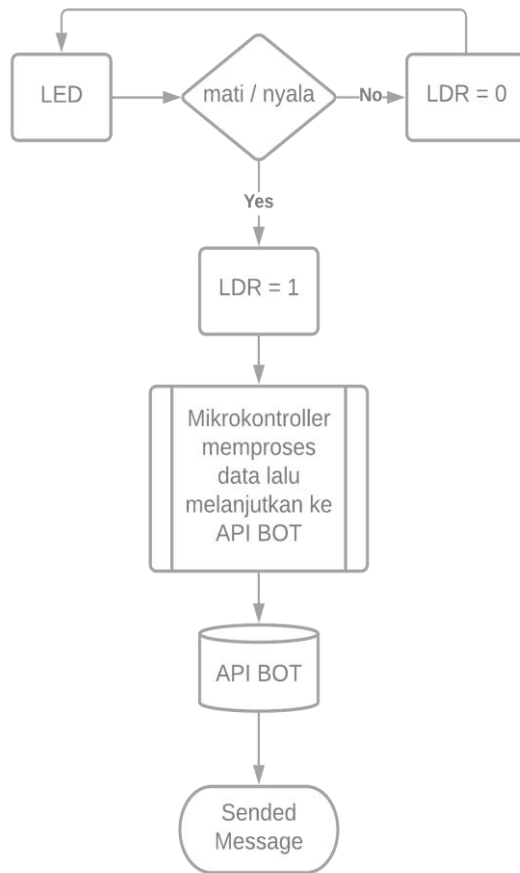 LED
mati / nyala
No
LDR = 0
Yes
LDR = 1
Mikrokontroller
memproses
data lalu
melanjutkan ke
API BOT
API BOT
Sended
Message